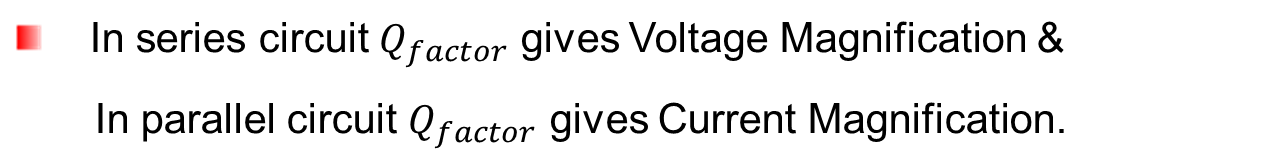 In series circuit Q_factor gives Voltage Magnification &
In parallel circuit Q_factor gives Current Magnification.